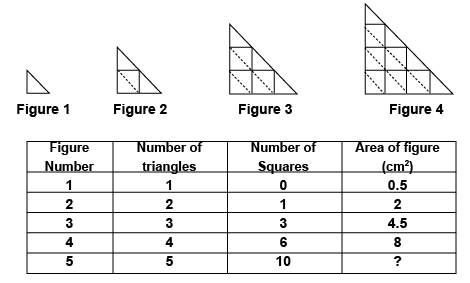 Figure 1 Figure 2 Figure 3 Figure 4
Figure Number Number of triangles Number of Squares Area of figure (cm²)
1 1 0 0.5
2 2 1 2
3 3 3 4.5
4 4 6 8
5 5 10 ?